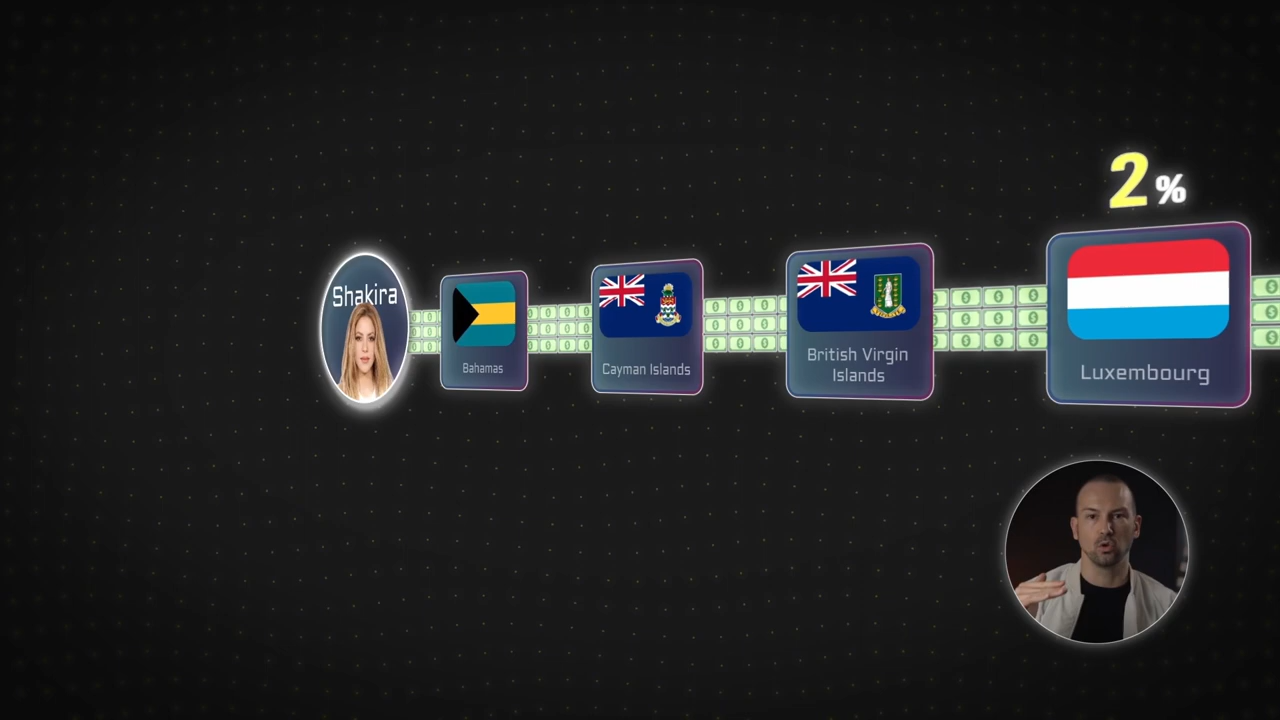 Shakira
Bahamas
Cayman Islands
British Virgin
Islands
2%
Luxembourg